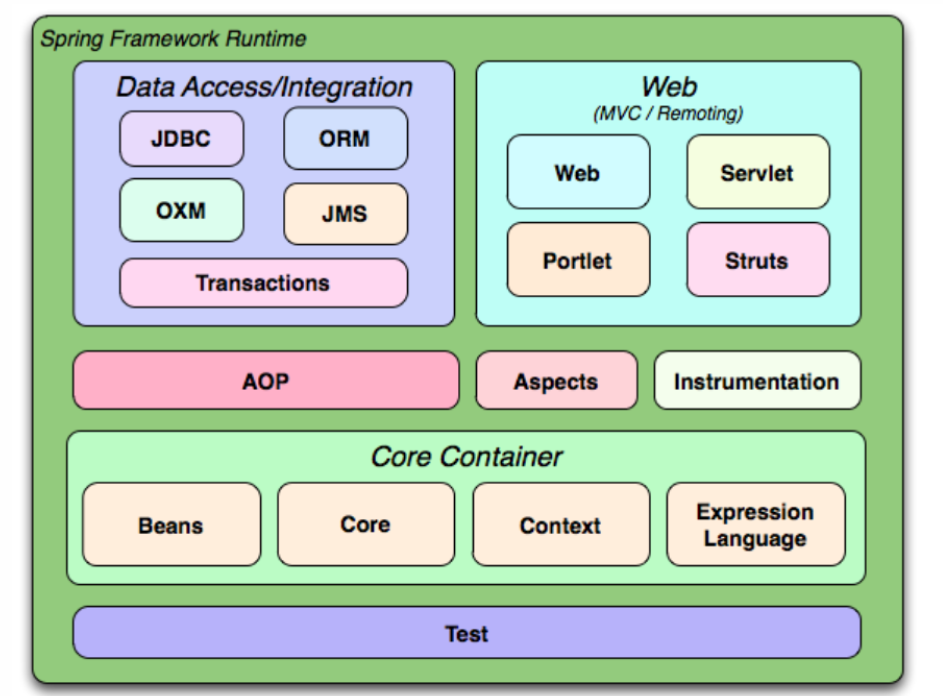 Spring Framework Runtime
Data Access/Integration
JDBC
ORM
OXM
JMS
Transactions
Web
(MVC / Remoting)
Web
Servlet
Portlet
Struts
AOP
Aspects
Instrumentation
Core Container
Beans
Core
Context
Expression
Language
Test